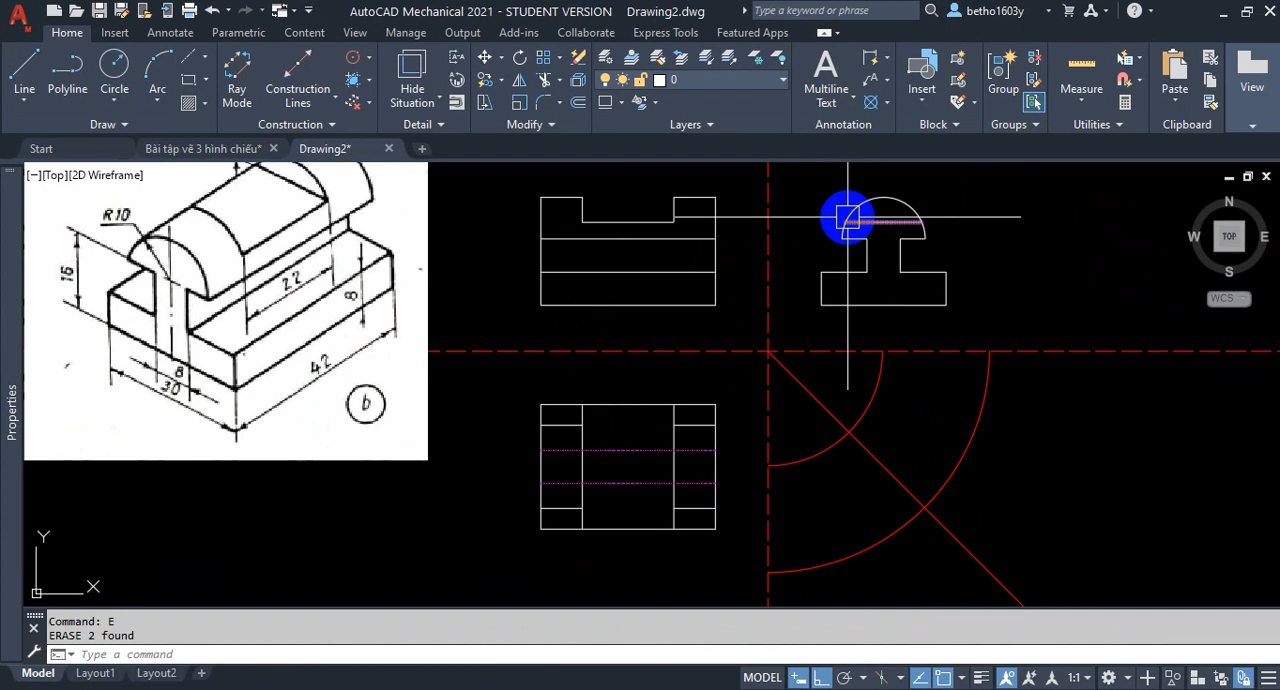 AutoCAD Mechanical 2021 - STUDENT VERSION Drawing2.dwg
Type a keyword or phrase
betho1603y
Home Insert Annotate Parametric Content View Manage Output Add-ins Collaborate Express Tools Featured Apps
Line Polyline Circle Arc
Ray Mode
Construction Lines
Hide Situation
0
Multiline Text
Insert
Group
Measure
Paste
View
Draw Construction Detail Modify Layers Annotation Block Groups Utilities Clipboard
Start Bài tập vẽ 3 hình chiếu* Drawing2*
[−][Top][2D Wireframe]
R10
16
22
8
8
30
42
b
N
W TOP E
S
WCS
Properties
Y
X
Command: E
ERASE 2 found
Type a command
Model Layout1 Layout2
MODEL
1:1